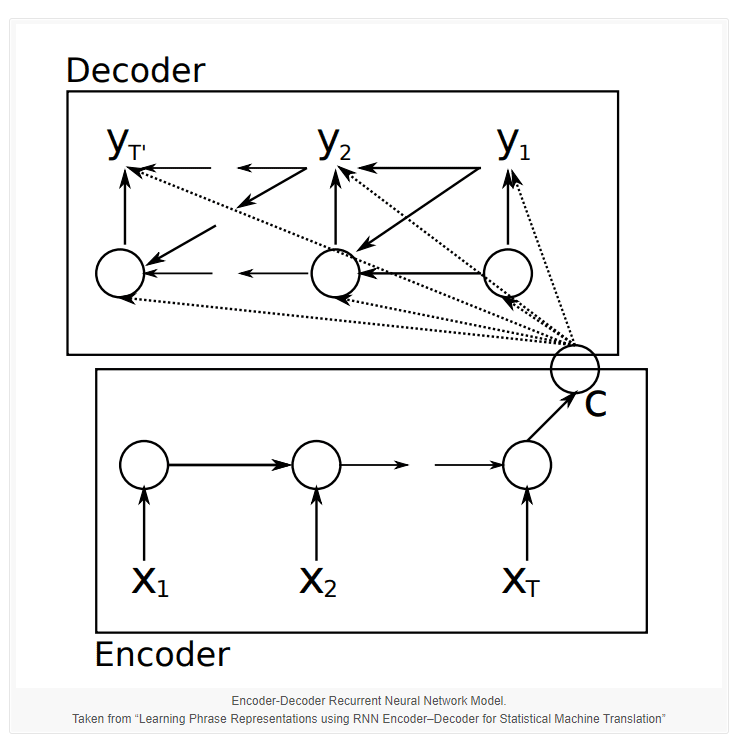 Decoder
yT' y2 y1
c
x1 x2 xT
Encoder
Encoder-Decoder Recurrent Neural Network Model.
Taken from “Learning Phrase Representations using RNN Encoder–Decoder for Statistical Machine Translation”